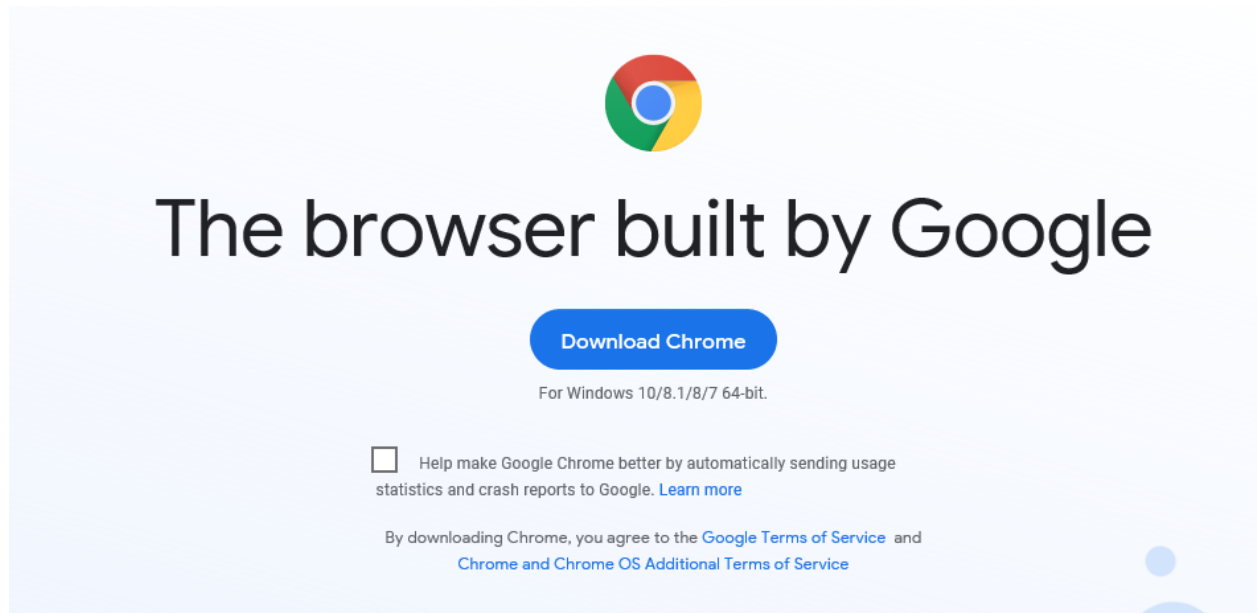 The browser built by Google
Download Chrome
For Windows 10/8.1/8/7 64-bit.
Help make Google Chrome better by automatically sending usage
statistics and crash reports to Google. Learn more
By downloading Chrome, you agree to the Google Terms of Service and
Chrome and Chrome OS Additional Terms of Service